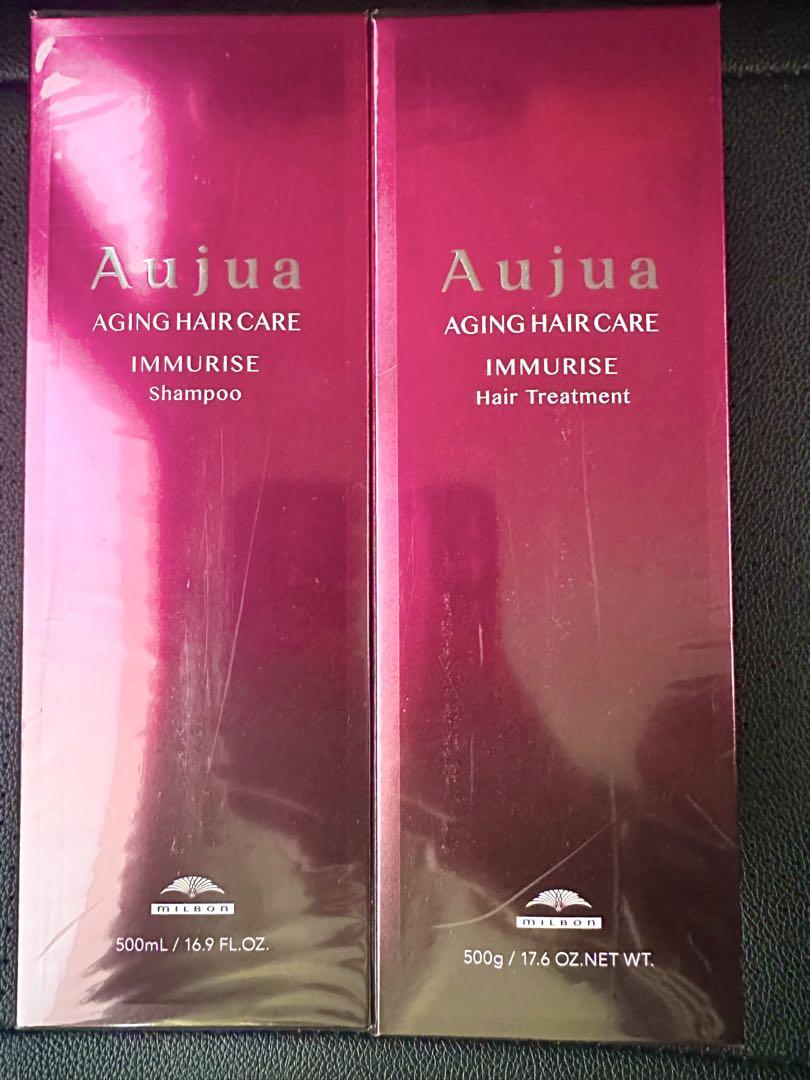 Aujua
AGING HAIR CARE
IMMURISE
Shampoo
MILBON
500mL / 16.9 FL.OZ.
Aujua
AGING HAIR CARE
IMMURISE
Hair Treatment
MILBON
500g / 17.6 OZ.NET WT.